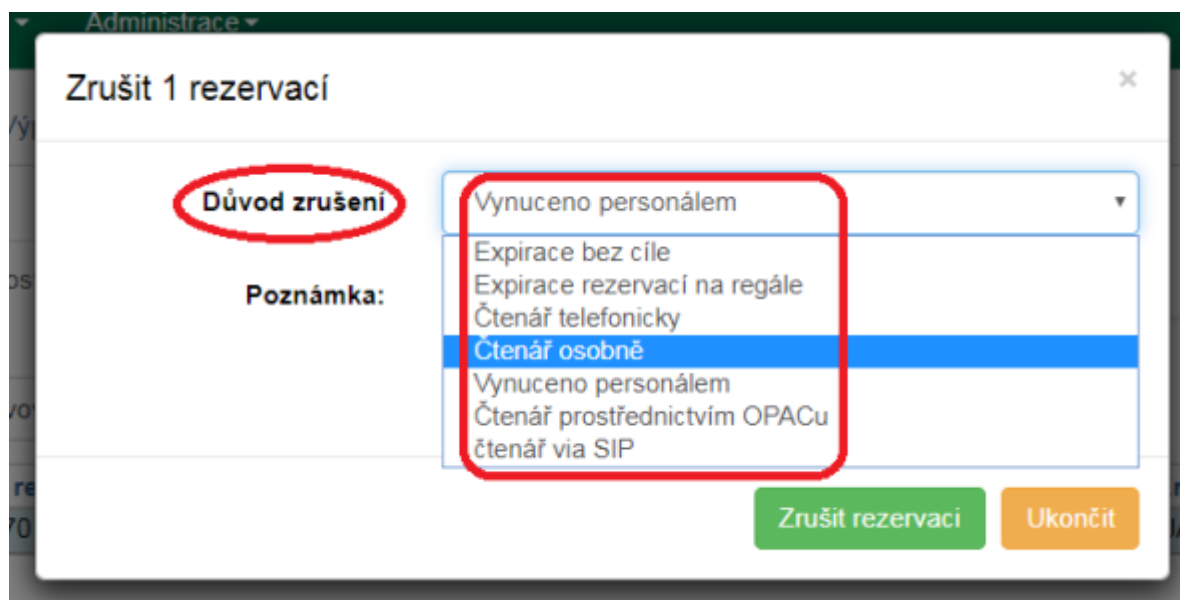 Administrace
Zrušit 1 rezervací
×
Důvod zrušení
Vynuceno personálem
Expirace bez cíle
Expirace rezervací na regále
Poznámka:
Čtenář telefonicky
Čtenář osobně
Vynuceno personálem
Čtenář prostřednictvím OPACu
čtenář via SIP
Zrušit rezervaci
Ukončit